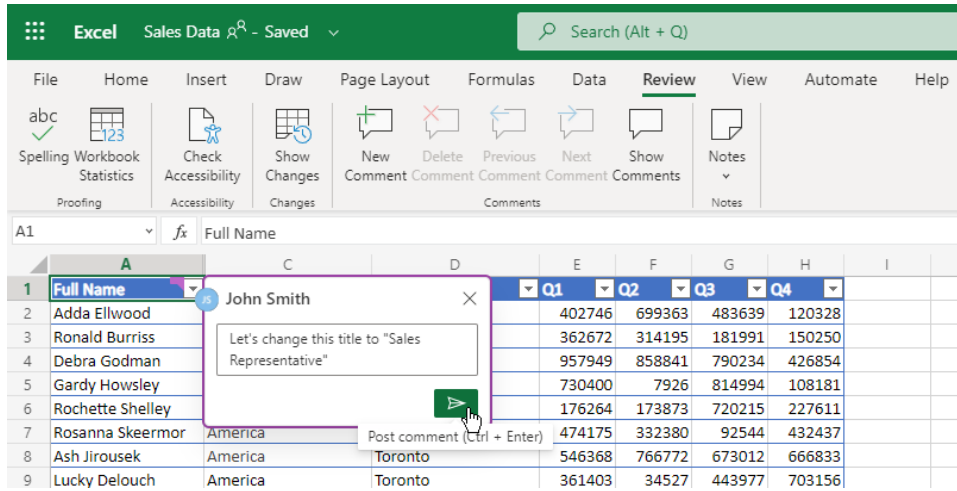 Excel Sales Data - Saved Search (Alt + Q)
File Home Insert Draw Page Layout Formulas Data Review View Automate Help
abc 123
Spelling Workbook Check Show New Delete Previous Next Show Notes
Statistics Accessibility Changes Comment Comment Comment Comment Comments
Proofing Accessibility Changes Comments Notes
A1 fx Full Name
A C D E F G H I
1 Full Name Q1 Q2 Q3 Q4
JS John Smith
Let's change this title to "Sales
Representative"
2 Adda Ellwood 402746 699363 483639 120328
3 Ronald Burriss 362672 314195 181991 150250
4 Debra Godman 957949 858841 790234 426854
5 Gardy Howsley 730400 7926 814994 108181
6 Rochette Shelley 176264 173873 720215 227611
7 Rosanna Skeermor America 474175 332380 92544 432437
Post comment (Ctrl + Enter)
8 Ash Jirousek America Toronto 546368 766772 673012 666833
9 Lucky Delouch America Toronto 361403 34527 443977 703156